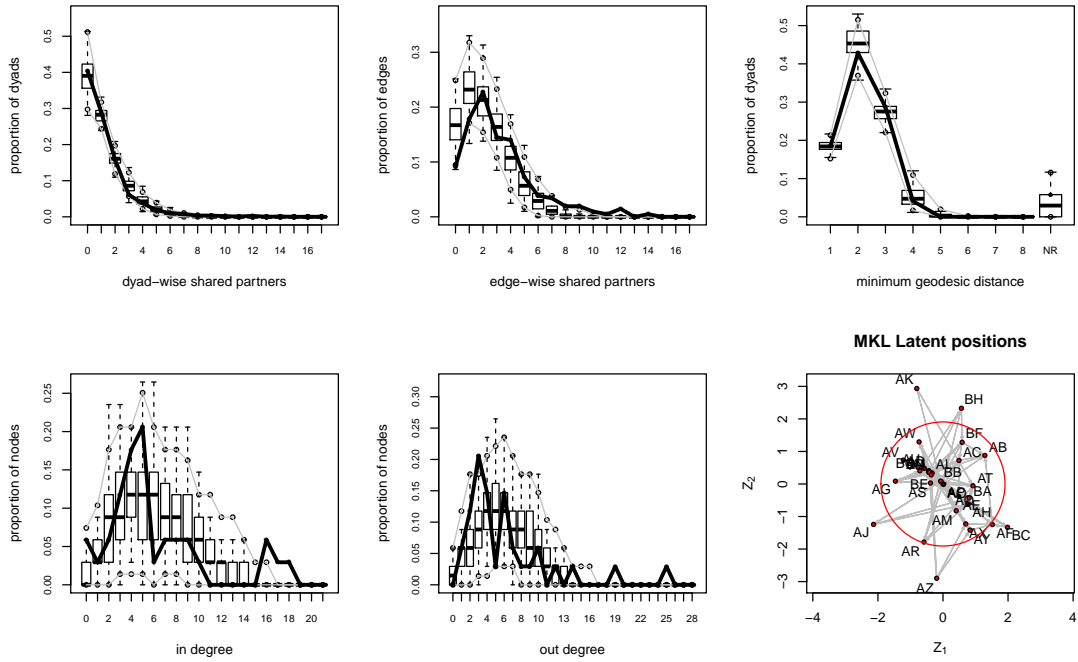 proportion of dyads
0.0 0.1 0.2 0.3 0.4 0.5
0 2 4 6 8 10 12 14 16
dyad−wise shared partners
proportion of edges
0.0 0.1 0.2 0.3
0 2 4 6 8 10 12 14 16
edge−wise shared partners
proportion of dyads
0.0 0.1 0.2 0.3 0.4 0.5
1 2 3 4 5 6 7 8 NR
minimum geodesic distance
proportion of nodes
0.00 0.05 0.10 0.15 0.20 0.25
0 2 4 6 8 10 12 14 16 18 20
in degree
proportion of nodes
0.00 0.05 0.10 0.15 0.20 0.25 0.30
0 2 4 6 8 10 13 16 19 22 25 28
out degree
MKL Latent positions
Z2
−3 −2 −1 0 1 2 3
AK
BH
AW
BF
AB
AV
AC
AL
BB
AG
AS
BE
AT
BA
AE
AH
AM
AJ
AF
BC
AY
AR
AZ
−4 −2 0 2 4
Z1